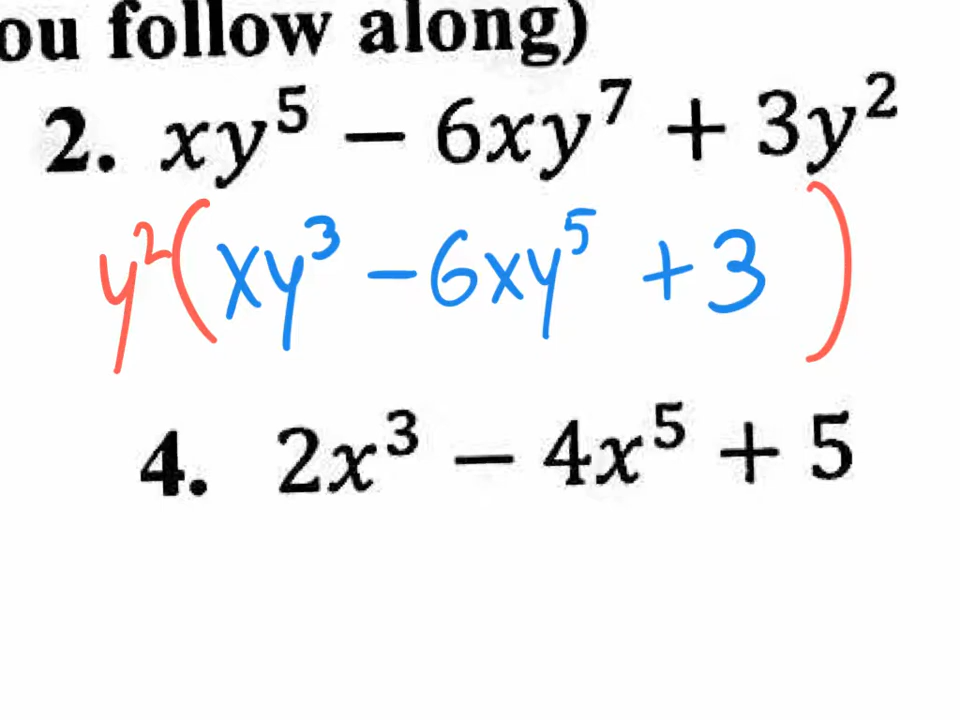 ou follow along)
2. xy⁵ − 6xy⁷ + 3y²
y²(xy³ − 6xy⁵ + 3)
4. 2x³ − 4x⁵ + 5